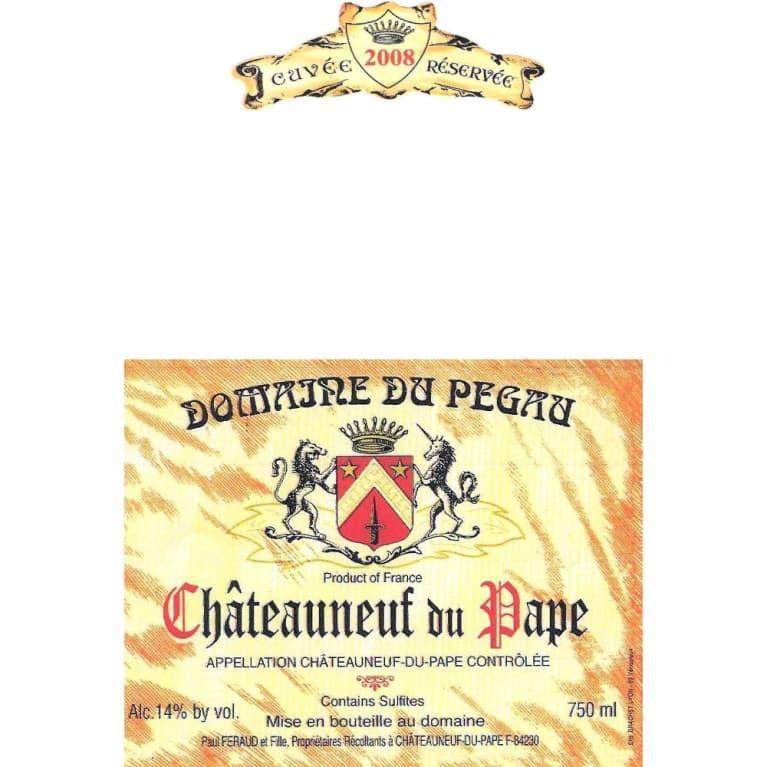 CUVÉE 2008 RÉSERVÉE
DOMAINE DU PEGAU
Product of France
Châteauneuf du Pape
APPELLATION CHÂTEAUNEUF-DU-PAPE CONTRÔLÉE
Contains Sulfites
Alc.14% by vol.
750 ml
Mise en bouteille au domaine
Paul FERAUD et Fille, Propriétaires Récoltants à CHÂTEAUNEUF-DU-PAPE F-84230